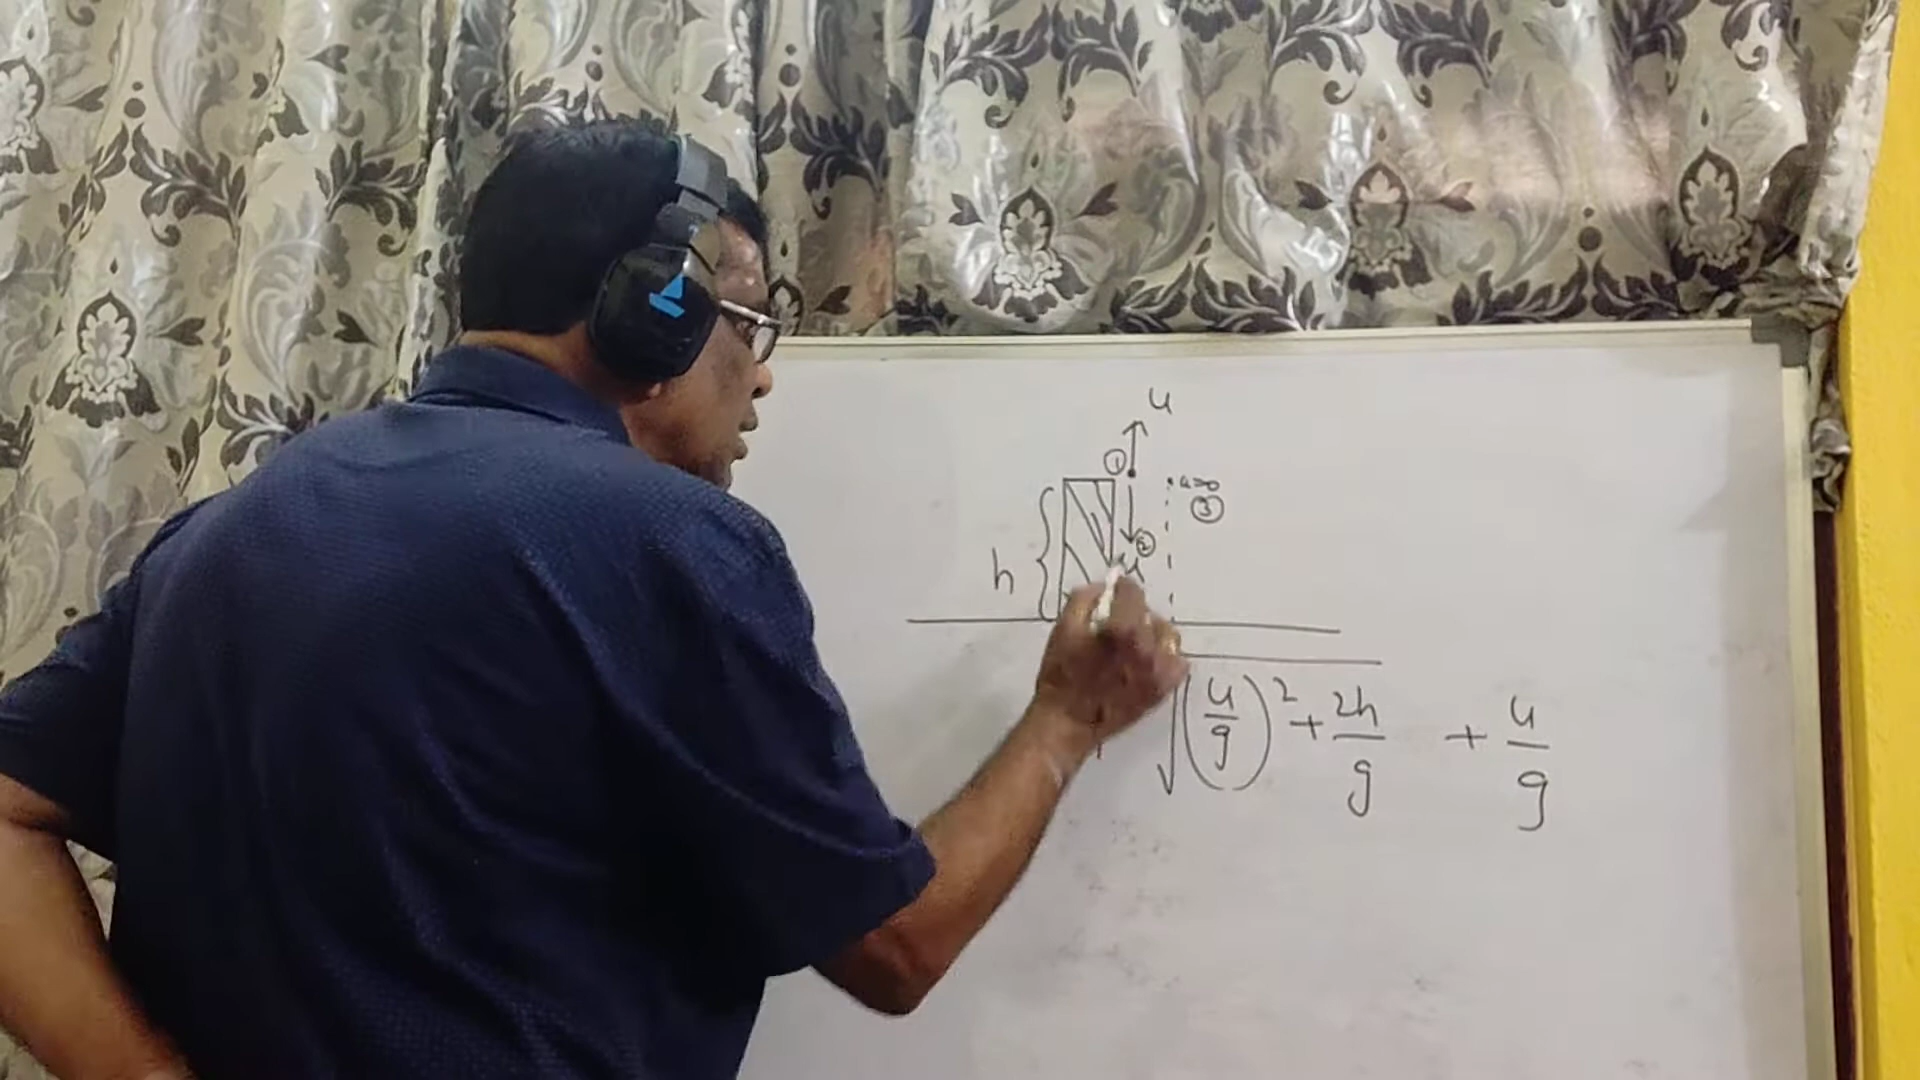 u
①
u=0
③
②
h
u
√((u/g)² + 2h/g) + u/g